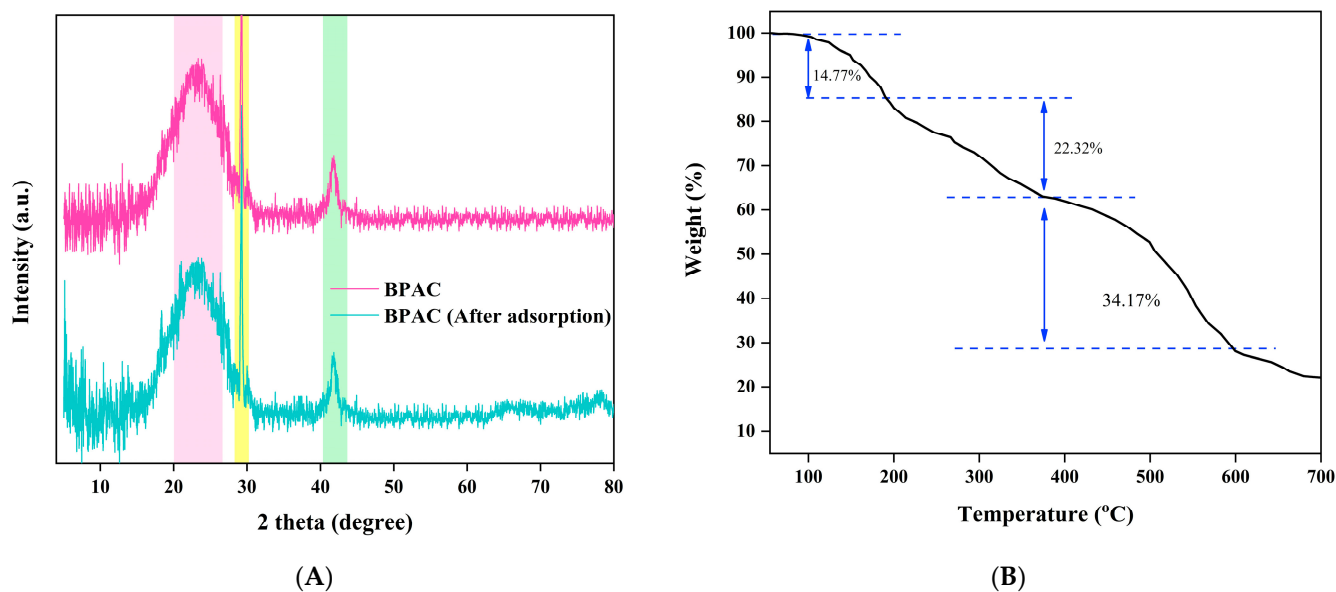 Intensity (a.u.)
BPAC
BPAC (After adsorption)
10 20 30 40 50 60 70 80
2 theta (degree)
(A)
Weight (%)
100
90
80
70
60
50
40
30
20
10
14.77%
22.32%
34.17%
100 200 300 400 500 600 700
Temperature (ºC)
(B)